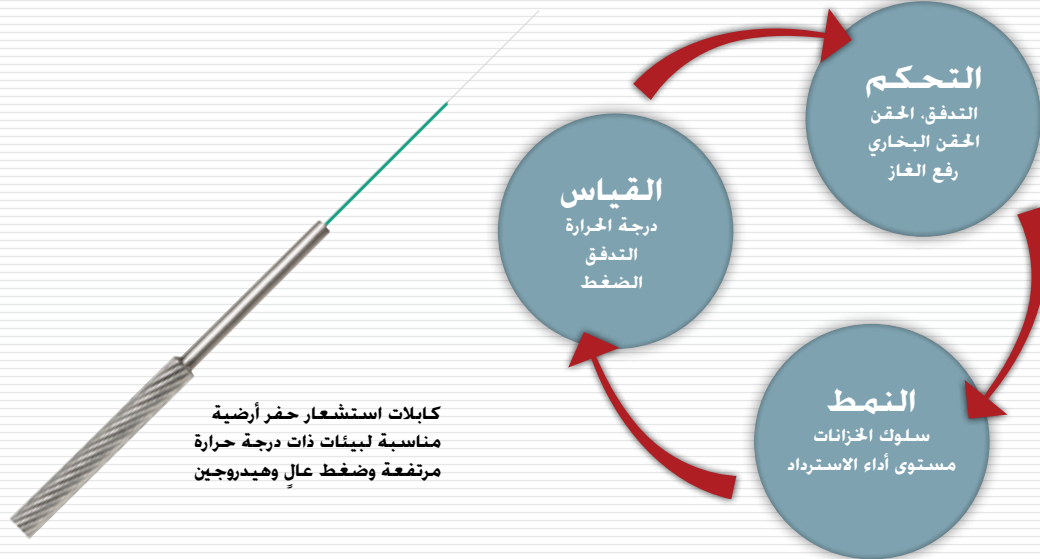 التحكم
التدفق، الحقن
الحقن البخاري
رفع الغاز
القياس
درجة الحرارة
التدفق
الضغط
النمط
سلوك الخزانات
مستوى أداء الاسترداد
كابلات استشعار حفر أرضية
مناسبة لبيئات ذات درجة حرارة
مرتفعة وضغط عالٍ وهيدروجين